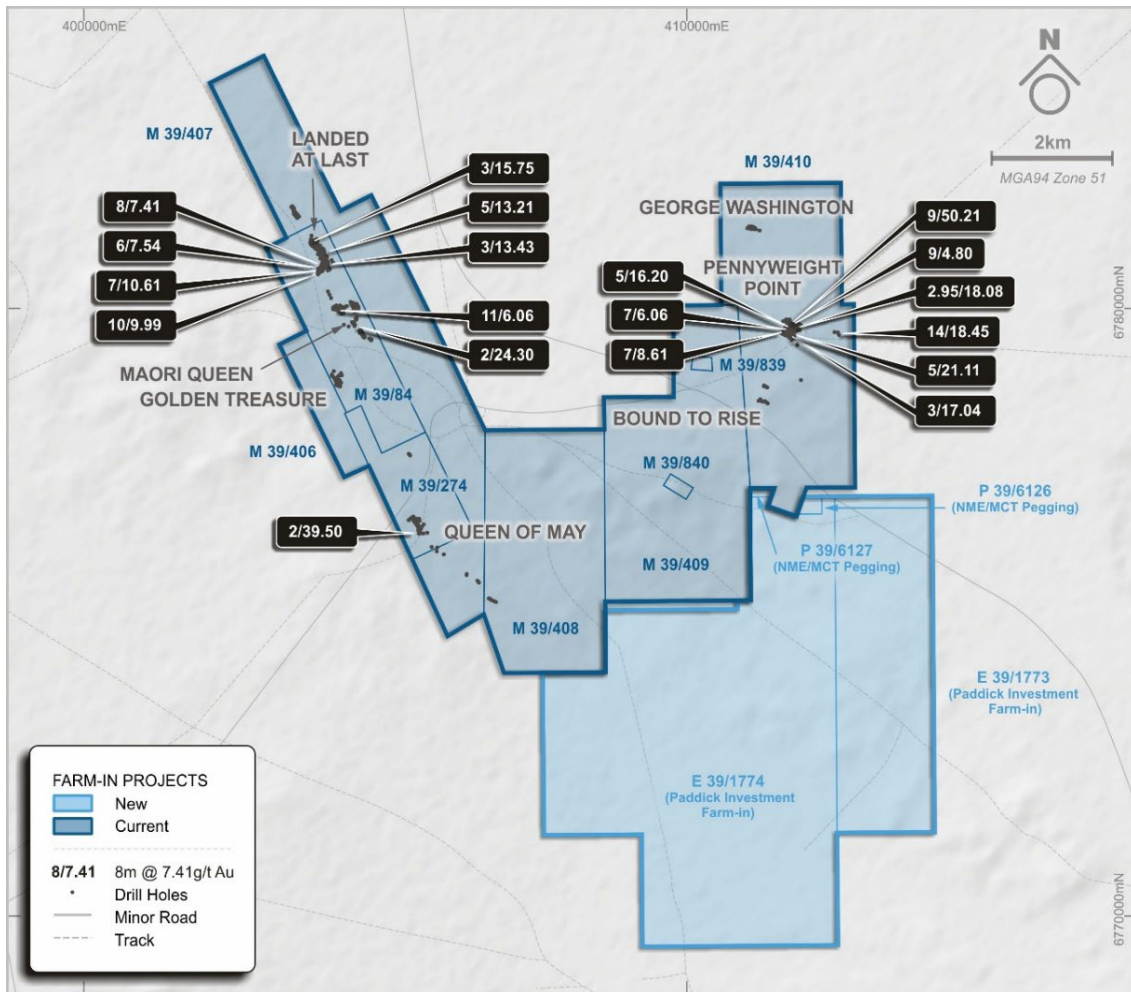 400000mE
410000mE
N
2km
MGA94 Zone 51
6780000mN
6770000mN
M 39/407
LANDED
AT LAST
3/15.75
5/13.21
3/13.43
8/7.41
6/7.54
7/10.61
10/9.99
11/6.06
2/24.30
MAORI QUEEN
GOLDEN TREASURE
M 39/84
M 39/406
M 39/274
2/39.50
QUEEN OF MAY
M 39/408
M 39/410
GEORGE WASHINGTON
PENNYWEIGHT
POINT
5/16.20
7/6.06
7/8.61
9/50.21
9/4.80
2.95/18.08
14/18.45
5/21.11
3/17.04
M 39/839
BOUND TO RISE
M 39/840
M 39/409
P 39/6126
(NME/MCT Pegging)
P 39/6127
(NME/MCT Pegging)
E 39/1773
(Paddick Investment
Farm-in)
E 39/1774
(Paddick Investment
Farm-in)
FARM-IN PROJECTS
New
Current
8/7.41 8m @ 7.41g/t Au
Drill Holes
Minor Road
Track